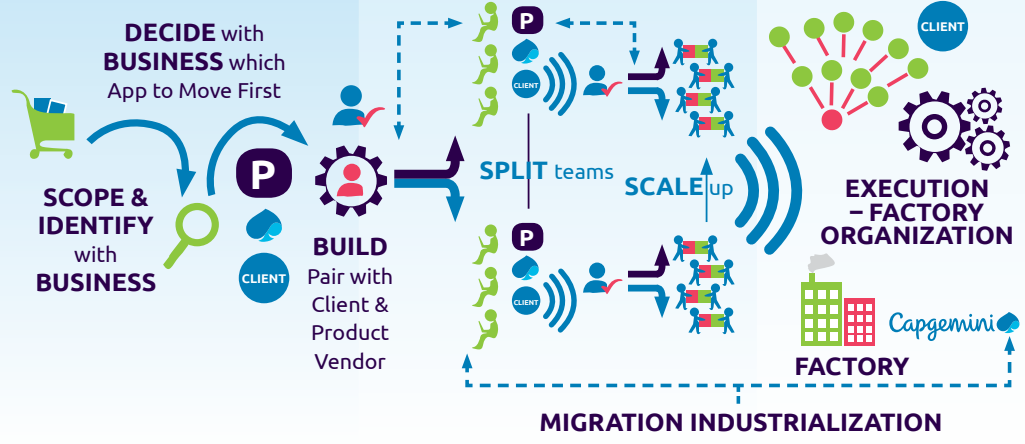 DECIDE with
BUSINESS which
App to Move First
SCOPE &
IDENTIFY
with
BUSINESS
P
CLIENT
BUILD
Pair with
Client &
Product
Vendor
P
CLIENT
SPLIT teams
P
CLIENT
SCALE up
CLIENT
EXECUTION
– FACTORY
ORGANIZATION
Capgemini
FACTORY
MIGRATION INDUSTRIALIZATION